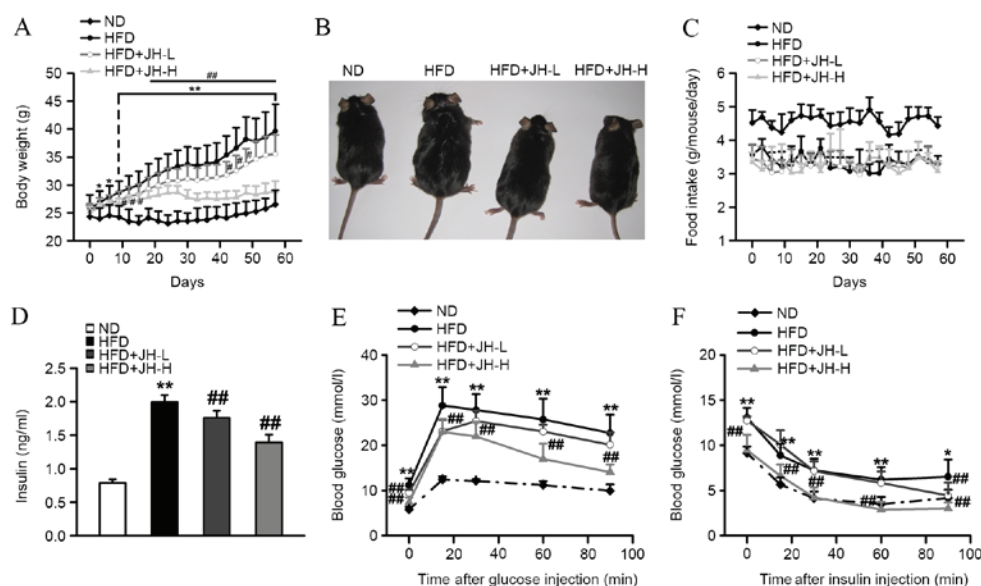 A
ND
HFD
HFD+JH-L
HFD+JH-H
Body weight (g)
50
45
40
35
30
25
20
##
**
* *
##
# # #
0 10 20 30 40 50 60
Days
B
ND HFD HFD+JH-L HFD+JH-H
C
ND
HFD
HFD+JH-L
HFD+JH-H
Food intake (g/mouse/day)
7
6
5
4
3
2
1
0 10 20 30 40 50 60
Days
D
ND
HFD
HFD+JH-L
HFD+JH-H
Insulin (ng/ml)
2.5
2.0
1.5
1.0
0.5
0.0
**
##
##
E
ND
HFD
HFD+JH-L
HFD+JH-H
Blood glucose (mmol/l)
40
30
20
10
0
** ** ** ** **
## ## ## ##
##
##
0 20 40 60 80 100
Time after glucose injection (min)
F
ND
HFD
HFD+JH-L
HFD+JH-H
Blood glucose (mmol/l)
20
15
10
5
0
** ** ** ** *
## ## ## ## ##
##
0 20 40 60 80 100
Time after insulin injection (min)